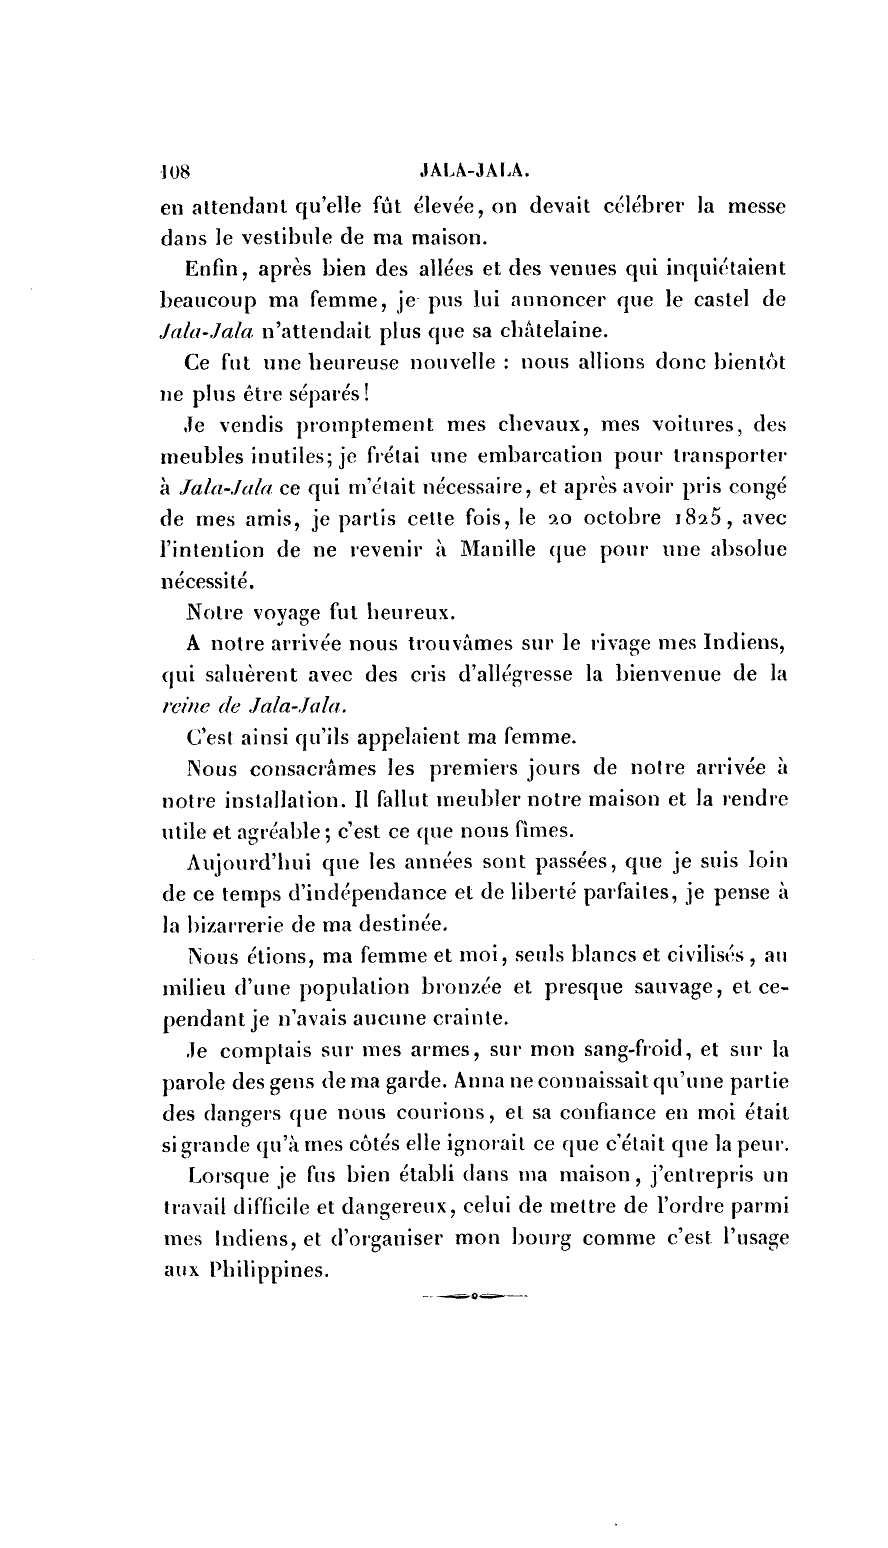 108 JALA-JALA.
en attendant qu'elle fût élevée, on devait célébrer la messe
dans le vestibule de ma maison.
Enfin, après bien des allées et des venues qui inquiétaient
beaucoup ma femme, je pus lui annoncer que le castel de
Jala-Jala n'attendait plus que sa châtelaine.
Ce fut une heureuse nouvelle : nous allions donc bientôt
ne plus être séparés!
Je vendis promptement mes chevaux, mes voitures, des
meubles inutiles; je frétai une embarcation pour transporter
à Jala-Jala ce qui m'était nécessaire, et après avoir pris congé
de mes amis, je partis cette fois, le 20 octobre 1825, avec
l'intention de ne revenir à Manille que pour une absolue
nécessité.
Notre voyage fut heureux.
A notre arrivée nous trouvâmes sur le rivage mes Indiens,
qui saluèrent avec des cris d'allégresse la bienvenue de la
reine de Jala-Jala.
C'est ainsi qu'ils appelaient ma femme.
Nous consacrâmes les premiers jours de notre arrivée à
notre installation. Il fallut meubler notre maison et la rendre
utile et agréable; c'est ce que nous fîmes.
Aujourd'hui que les années sont passées, que je suis loin
de ce temps d'indépendance et de liberté parfaites, je pense à
la bizarrerie de ma destinée.
Nous étions, ma femme et moi, seuls blancs et civilisés, au
milieu d'une population bronzée et presque sauvage, et ce-
pendant je n'avais aucune crainte.
Je comptais sur mes armes, sur mon sang-froid, et sur la
parole des gens de ma garde. Anna ne connaissait qu'une partie
des dangers que nous courions, et sa confiance en moi était
si grande qu'à mes côtés elle ignorait ce que c'était que la peur.
Lorsque je fus bien établi dans ma maison, j'entrepris un
travail difficile et dangereux, celui de mettre de l'ordre parmi
mes Indiens, et d'organiser mon bourg comme c'est l'usage
aux Philippines.